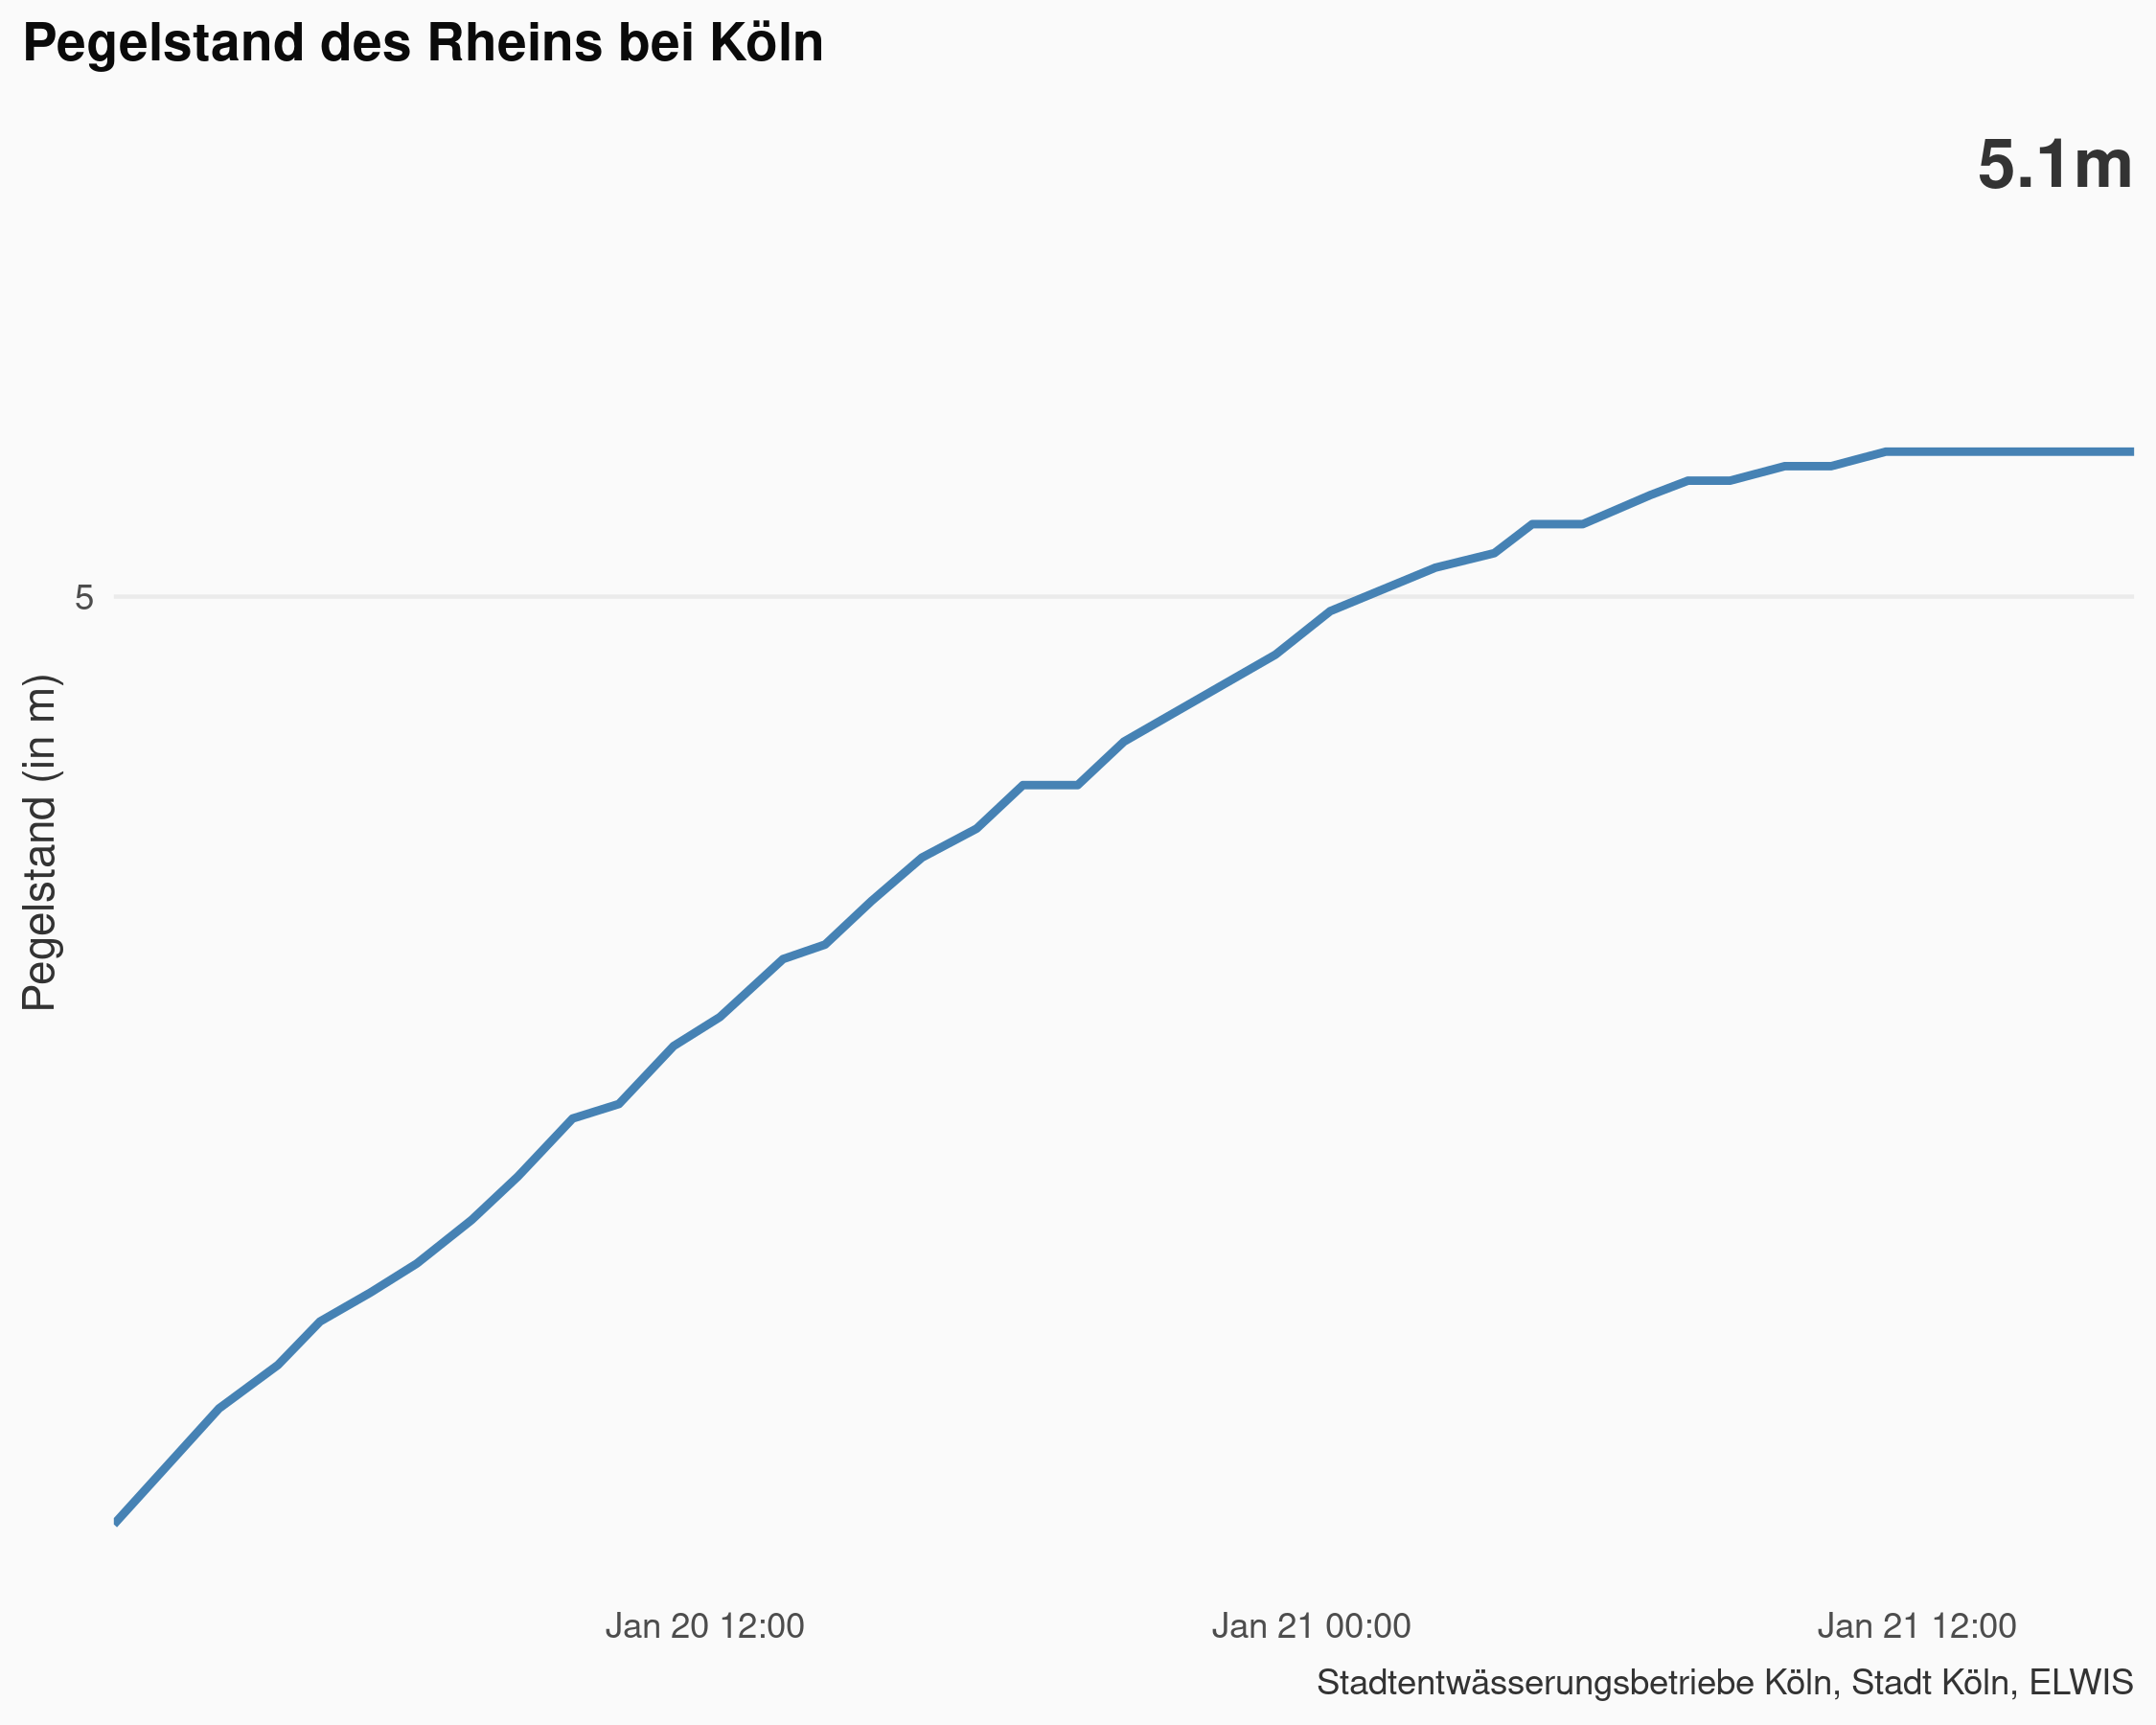 Pegelstand des Rheins bei Köln
5.1m
5
Pegelstand (in m)
Jan 20 12:00
Jan 21 00:00
Jan 21 12:00
Stadtentwässerungsbetriebe Köln, Stadt Köln, ELWIS